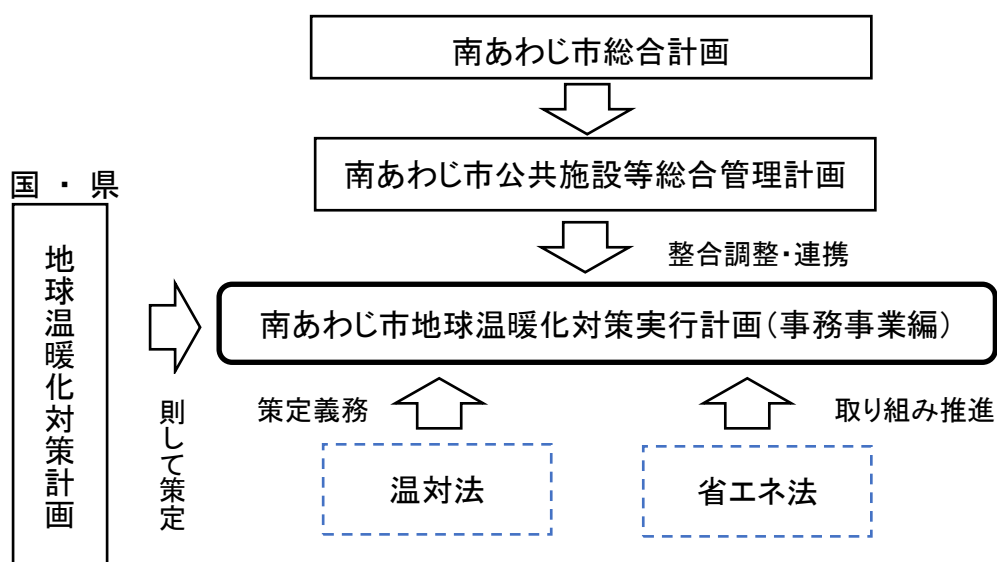 南あわじ市総合計画
南あわじ市公共施設等総合管理計画
整合調整・連携
国・県
地球温暖化対策計画
則して策定
南あわじ市地球温暖化対策実行計画（事務事業編）
策定義務
取り組み推進
温対法
省エネ法